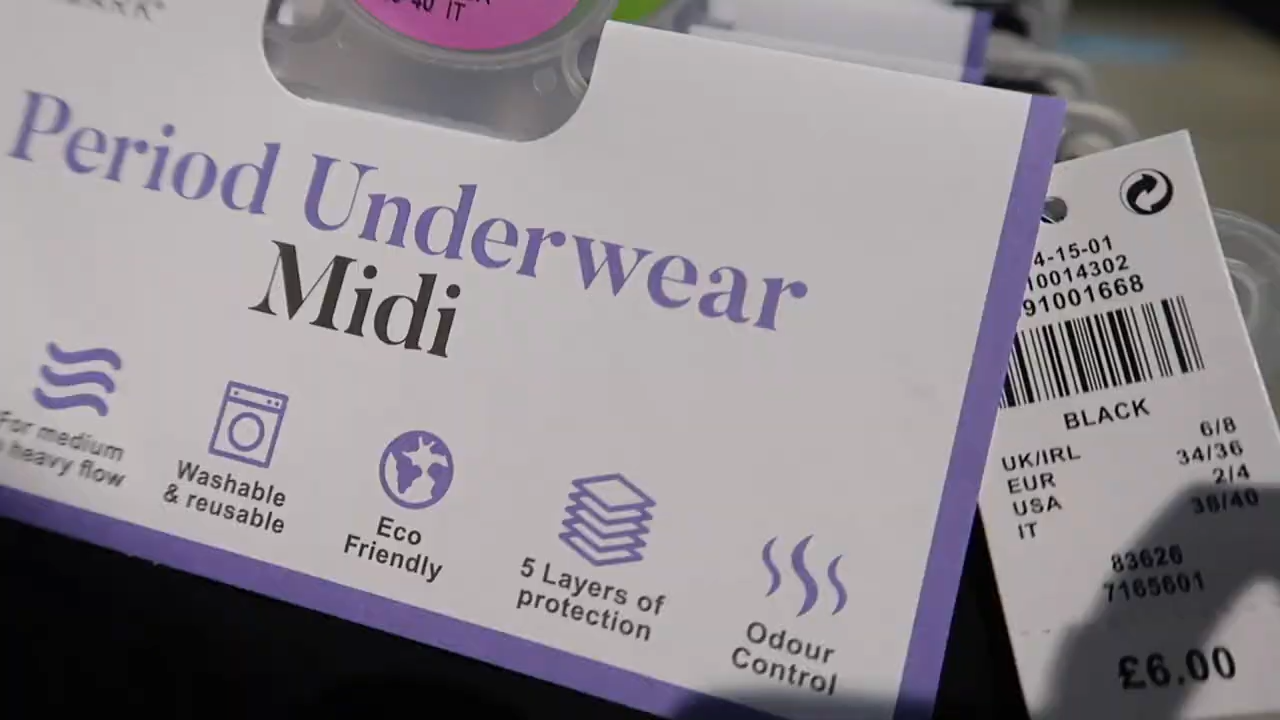 40 IT
Period Underwear
Midi
For medium
heavy flow
Washable
& reusable
Eco
Friendly
5 Layers of
protection
Odour
Control
4-15-01
10014302
91001668
BLACK
UK/IRL 6/8
EUR 34/36
USA 2/4
IT 38/40
83626
7165601
£6.00